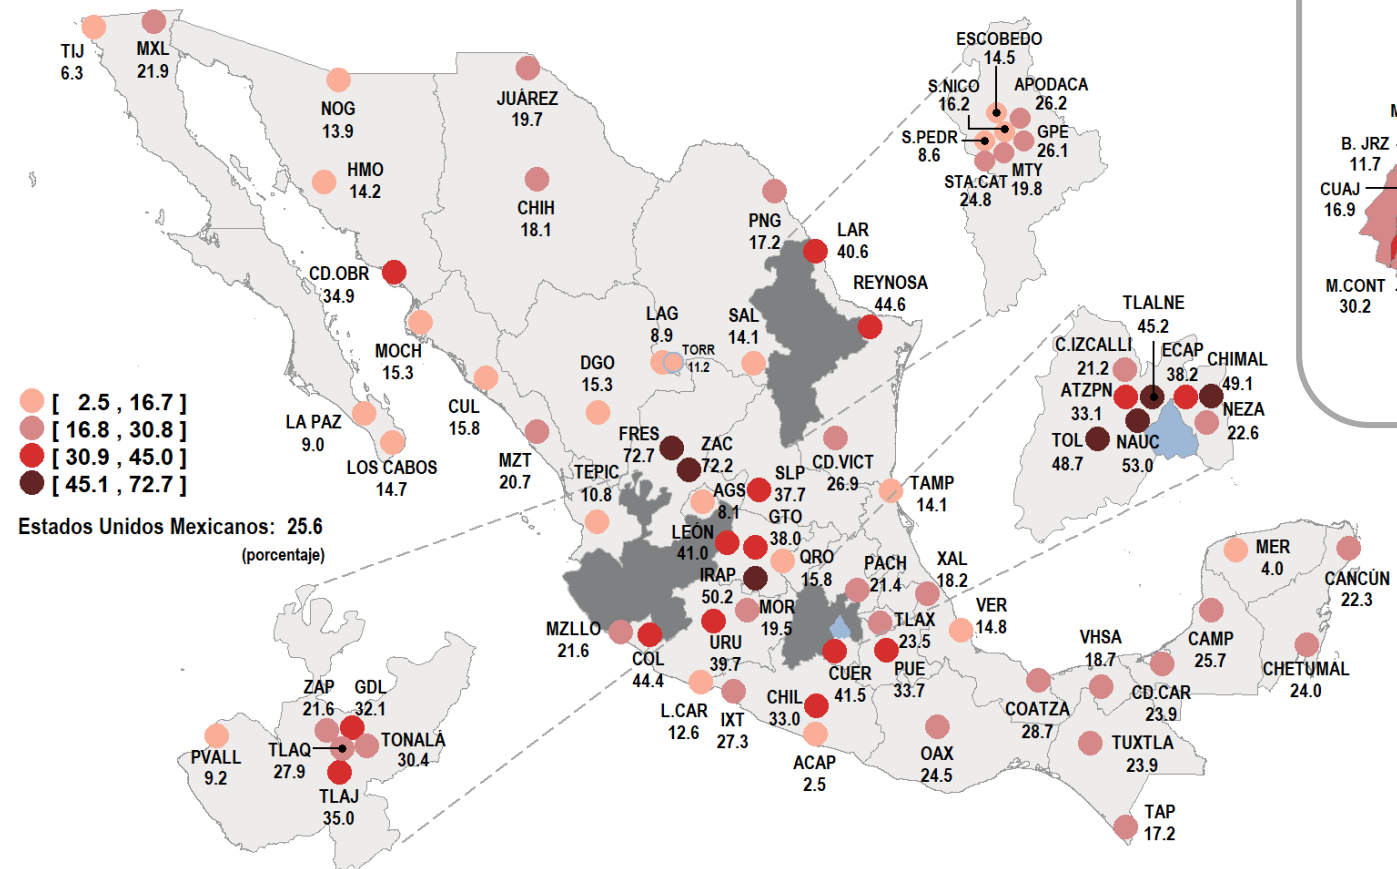 TIJ
6.3
MXL
21.9
NOG
13.9
HMO
14.2
JUÁREZ
19.7
CHIH
18.1
CD.OBR
34.9
MOCH
15.3
LA PAZ
9.0
LOS CABOS
14.7
CUL
15.8
MZT
20.7
DGO
15.3
LAG
8.9
TORR
11.2
SAL
14.1
PNG
17.2
LAR
40.6
REYNOSA
44.6
ESCOBEDO
14.5
S.NICO
16.2
APODACA
26.2
S.PEDR
8.6
GPE
26.1
MTY
19.8
STA.CAT
24.8
M
B. JRZ
11.7
CUAJ
16.9
M.CONT
30.2
TLALNE
45.2
C.IZCALLI
21.2
ECAP
38.2
CHIMAL
49.1
ATZPN
33.1
NEZA
22.6
TOL
48.7
NAUC
53.0
[ 2.5 , 16.7 ]
[ 16.8 , 30.8 ]
[ 30.9 , 45.0 ]
[ 45.1 , 72.7 ]
Estados Unidos Mexicanos: 25.6
(porcentaje)
FRES
72.7
ZAC
72.2
TEPIC
10.8
AGS
8.1
SLP
37.7
CD.VICT
26.9
TAMP
14.1
LEÓN
41.0
GTO
38.0
IRAP
50.2
QRO
15.8
PACH
21.4
XAL
18.2
MOR
19.5
TLAX
23.5
VER
14.8
MZLLO
21.6
COL
44.4
URU
39.7
CUER
41.5
PUE
33.7
L.CAR
12.6
IXT
27.3
CHIL
33.0
ACAP
2.5
OAX
24.5
COATZA
28.7
VHSA
18.7
CD.CAR
23.9
TUXTLA
23.9
TAP
17.2
MER
4.0
CANCÚN
22.3
CAMP
25.7
CHETUMAL
24.0
ZAP
21.6
GDL
32.1
PVALL
9.2
TLAQ
27.9
TONALÁ
30.4
TLAJ
35.0